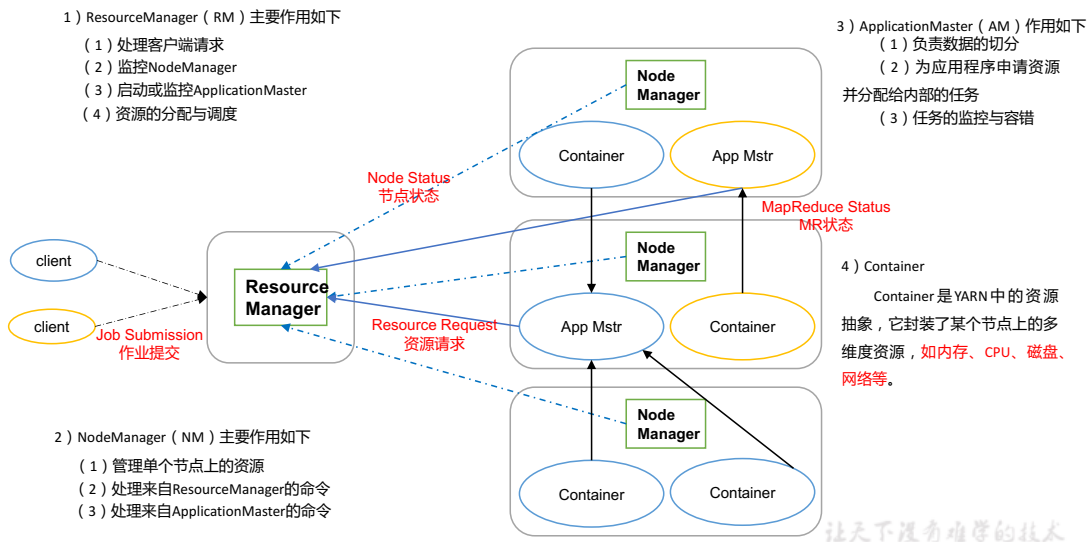 1）ResourceManager（RM）主要作用如下
（1）处理客户端请求
（2）监控NodeManager
（3）启动或监控ApplicationMaster
（4）资源的分配与调度
3）ApplicationMaster（AM）作用如下
（1）负责数据的切分
（2）为应用程序申请资源
并分配给内部的任务
（3）任务的监控与容错
Node
Manager
Container
App Mstr
Node Status
节点状态
MapReduce Status
MR状态
client
client
Job Submission
作业提交
Resource
Manager
Resource Request
资源请求
Node
Manager
App Mstr
Container
4）Container
Container是YARN中的资源
抽象，它封装了某个节点上的多
维度资源，如内存、CPU、磁盘、
网络等。
Node
Manager
Container
Container
2）NodeManager（NM）主要作用如下
（1）管理单个节点上的资源
（2）处理来自ResourceManager的命令
（3）处理来自ApplicationMaster的命令
让天下没有难学的技术